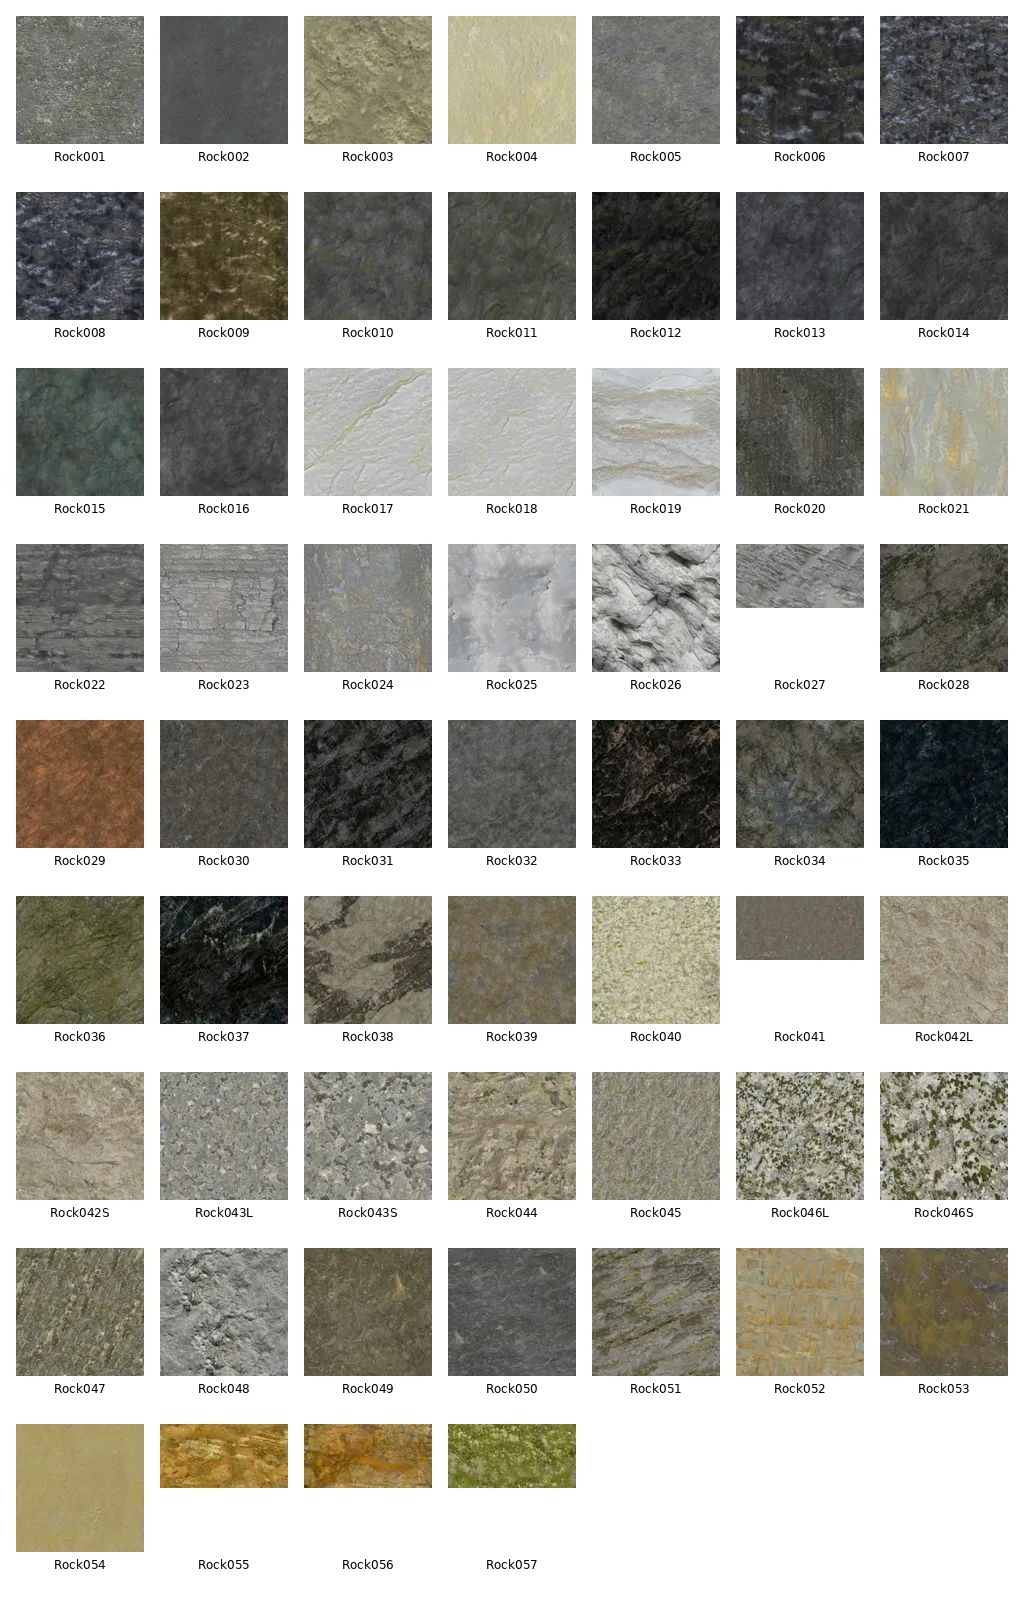 Rock001 Rock002 Rock003 Rock004 Rock005 Rock006 Rock007
Rock008 Rock009 Rock010 Rock011 Rock012 Rock013 Rock014
Rock015 Rock016 Rock017 Rock018 Rock019 Rock020 Rock021
Rock022 Rock023 Rock024 Rock025 Rock026 Rock027 Rock028
Rock029 Rock030 Rock031 Rock032 Rock033 Rock034 Rock035
Rock036 Rock037 Rock038 Rock039 Rock040 Rock041 Rock042L
Rock042S Rock043L Rock043S Rock044 Rock045 Rock046L Rock046S
Rock047 Rock048 Rock049 Rock050 Rock051 Rock052 Rock053
Rock054 Rock055 Rock056 Rock057